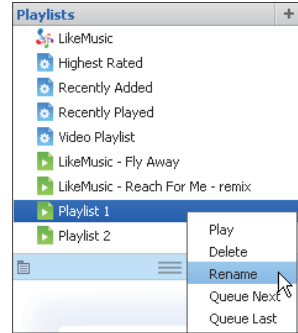 Playlists +
LikeMusic
Highest Rated
Recently Added
Recently Played
Video Playlist
LikeMusic - Fly Away
LikeMusic - Reach For Me - remix
Playlist 1
Playlist 2
Play
Delete
Rename
Queue Next
Queue Last